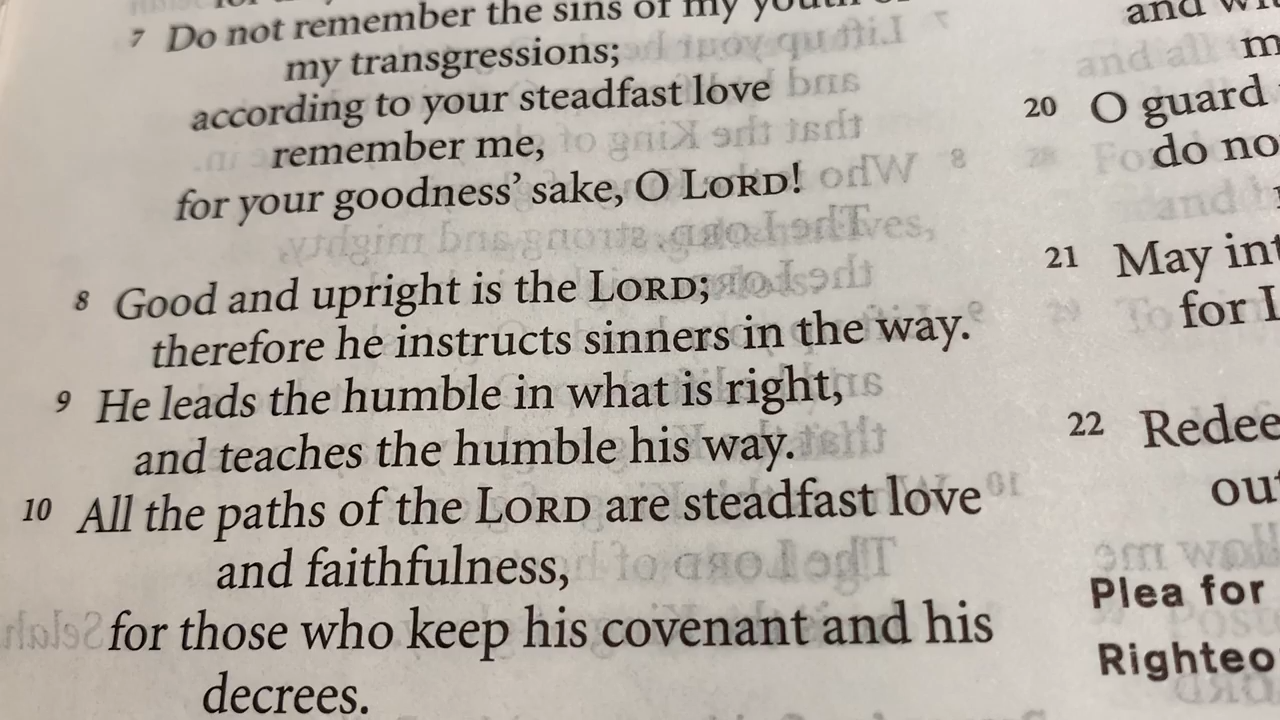 7 Do not remember the sins of my youth or
my transgressions;
according to your steadfast love
remember me,
for your goodness’ sake, O LORD!
8 Good and upright is the LORD;
therefore he instructs sinners in the way.
9 He leads the humble in what is right,
and teaches the humble his way.
10 All the paths of the LORD are steadfast love
and faithfulness,
for those who keep his covenant and his
decrees.
and
20 O guard
do no
21 May int
for I
22 Redee
out
Plea for
Righteo